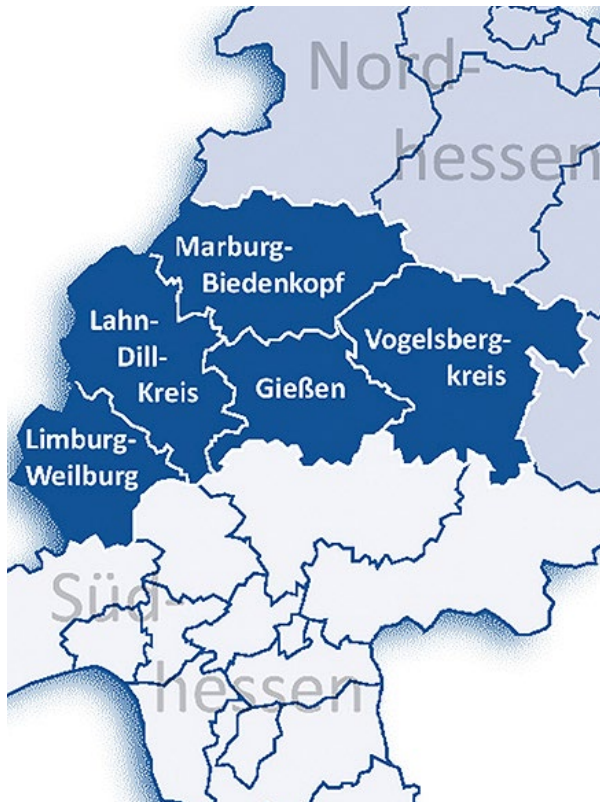 Nord-
hessen
Marburg-
Biedenkopf
Lahn-
Dill-
Kreis
Vogelsberg-
kreis
Gießen
Limburg-
Weilburg
Süd-
hessen